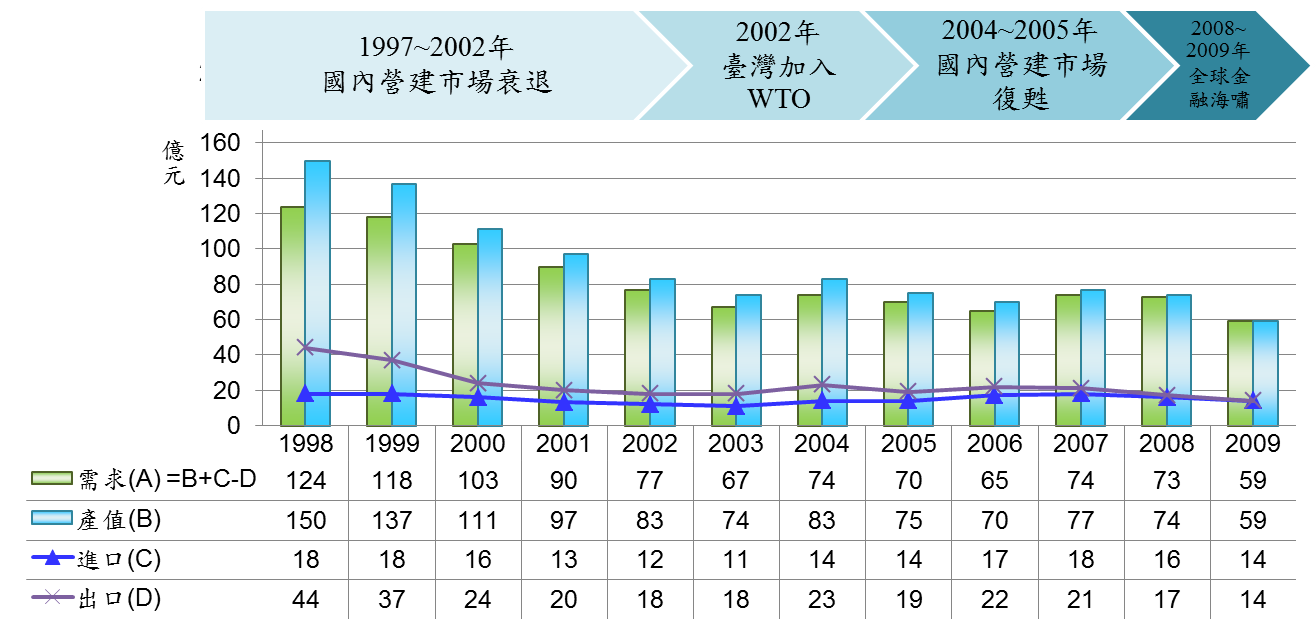 1997~2002年
國內營建市場衰退
2002年
臺灣加入
WTO
2004~2005年
國內營建市場
復甦
2008~
2009年
全球金
融海嘯
億
元
160
140
120
100
80
60
40
20
0
1998 1999 2000 2001 2002 2003 2004 2005 2006 2007 2008 2009
需求(A) =B+C-D 124 118 103 90 77 67 74 70 65 74 73 59
產值(B) 150 137 111 97 83 74 83 75 70 77 74 59
進口(C) 18 18 16 13 12 11 14 14 17 18 16 14
出口(D) 44 37 24 20 18 18 23 19 22 21 17 14